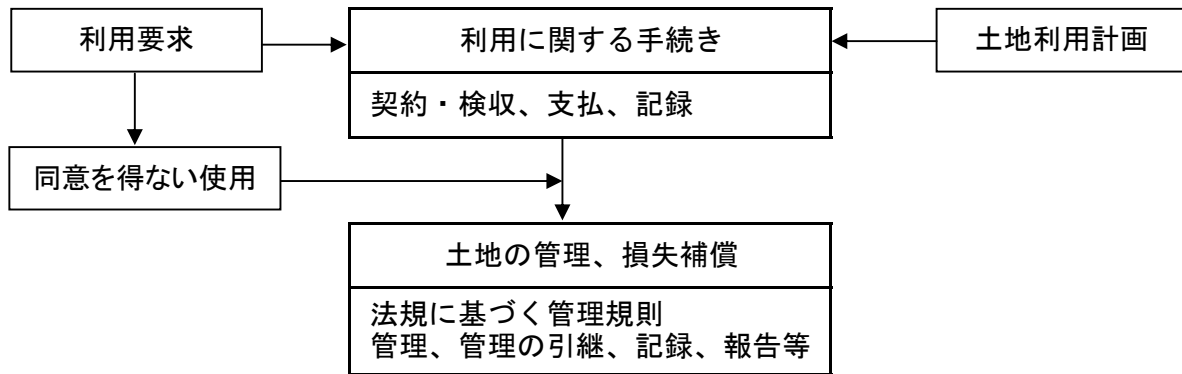 利用要求
利用に関する手続き
土地利用計画
契約・検収、支払、記録
同意を得ない使用
土地の管理、損失補償
法規に基づく管理規則
管理、管理の引継、記録、報告等